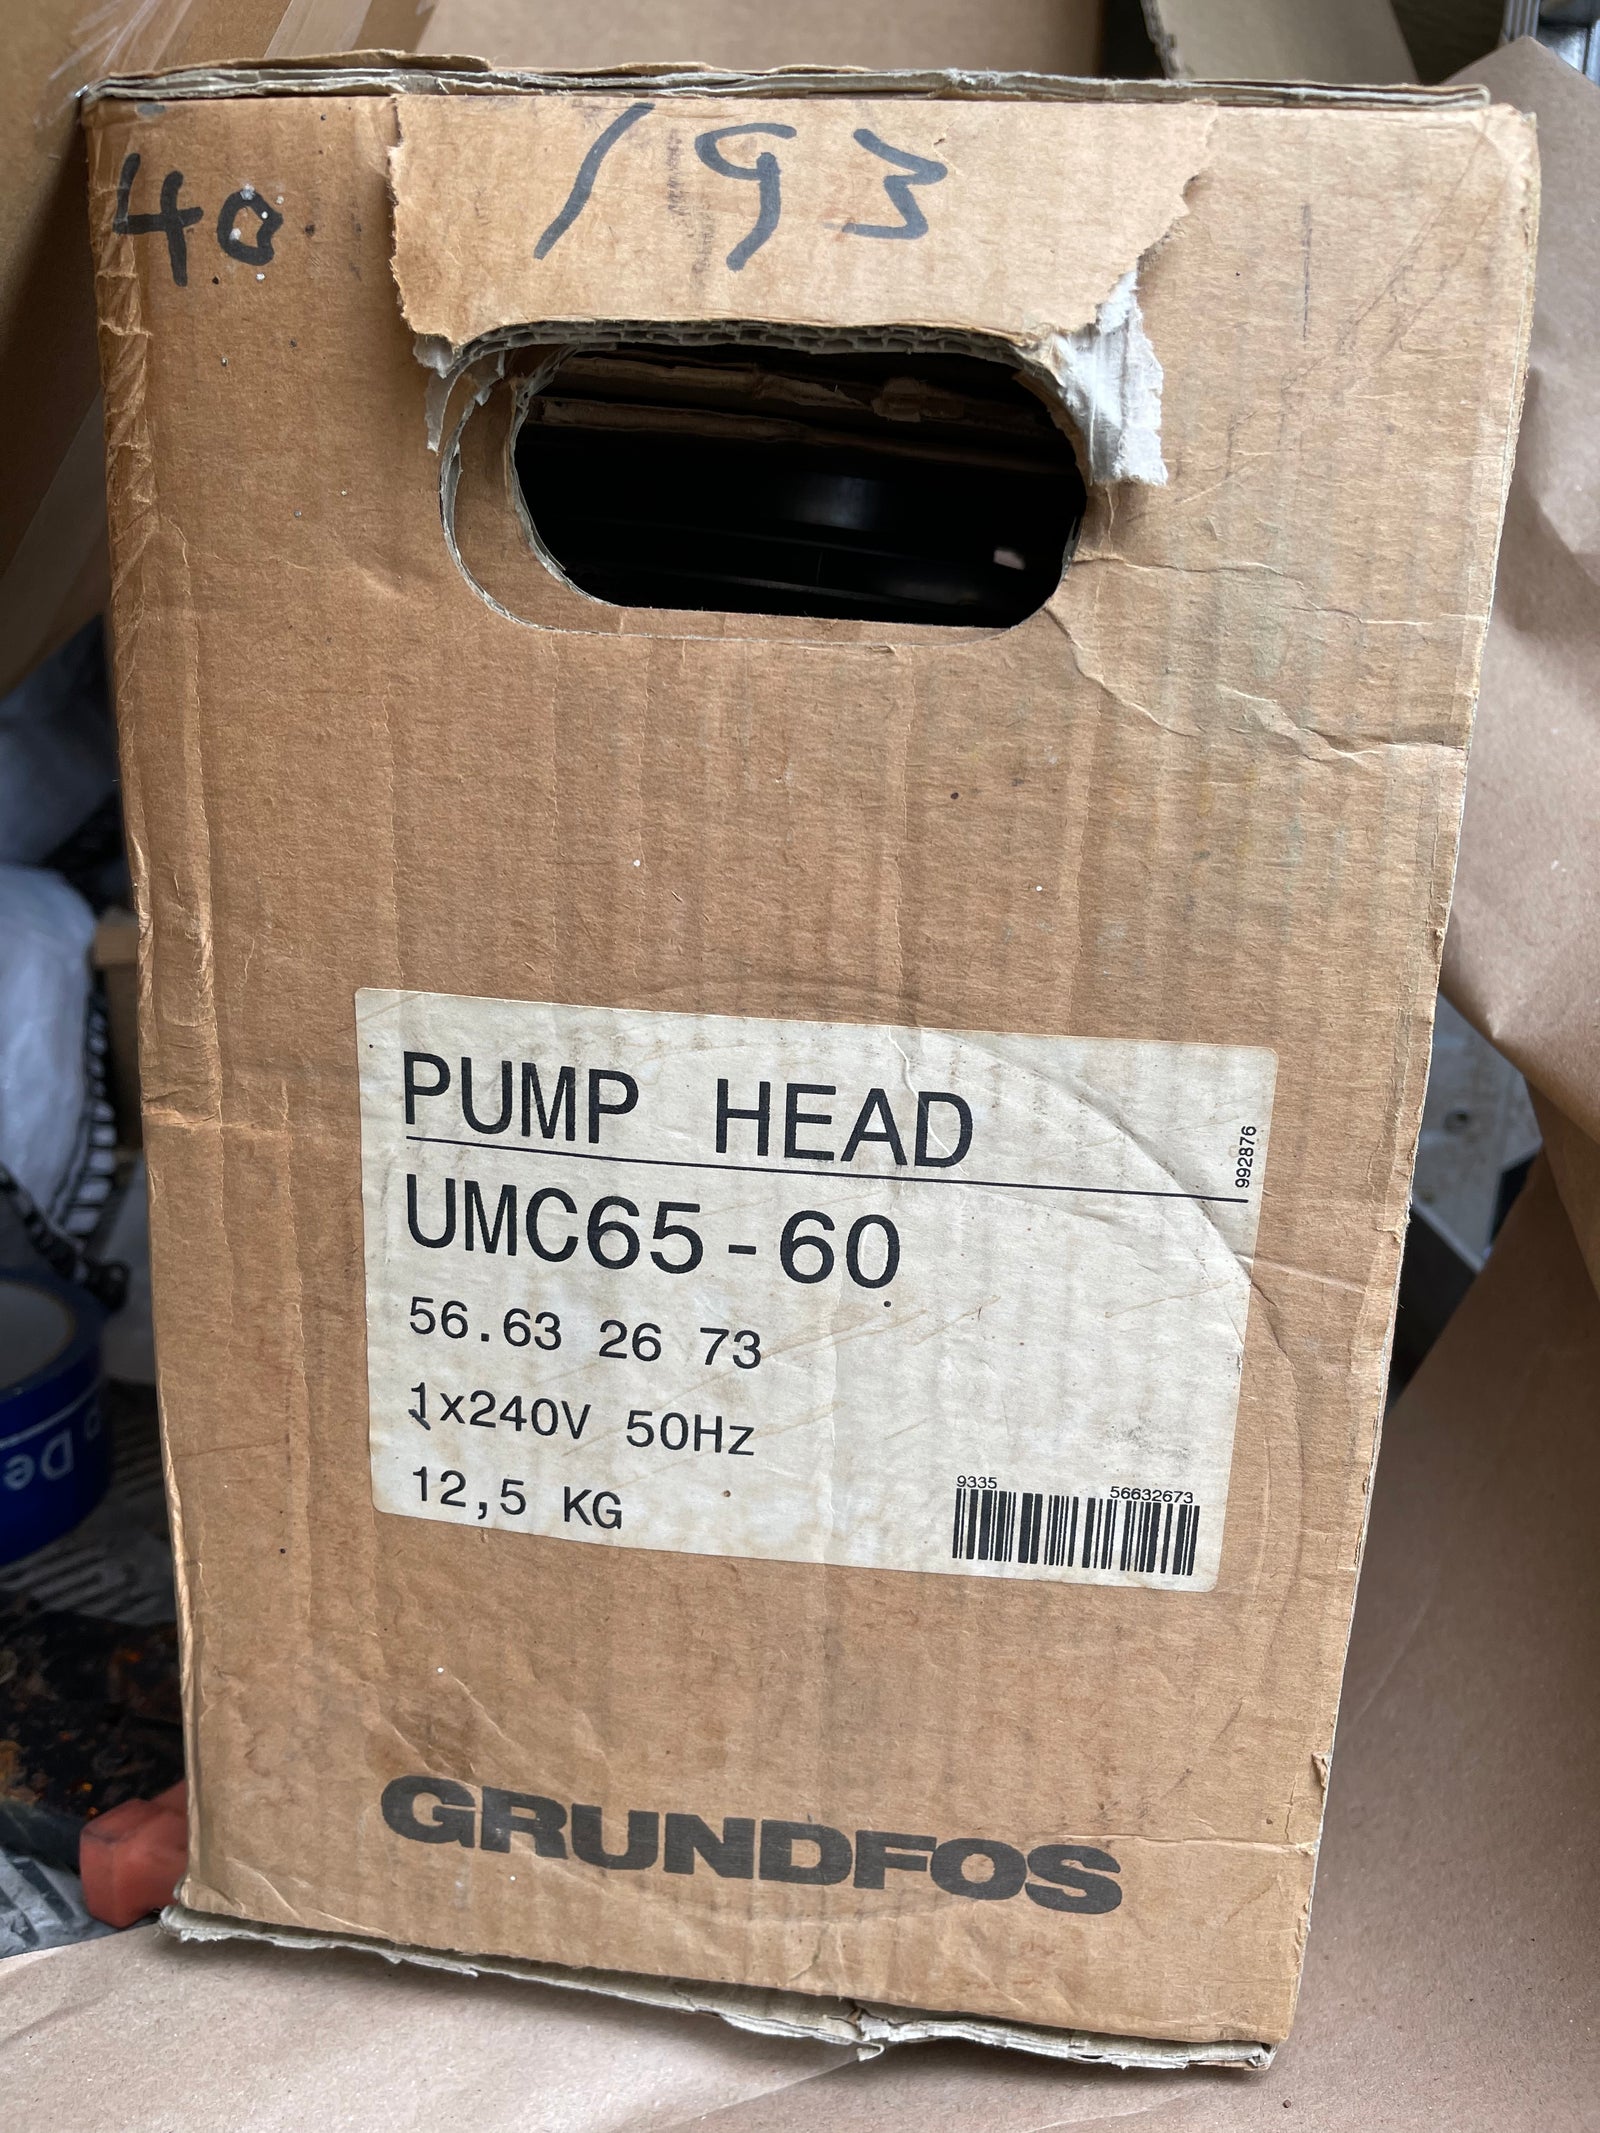 193
40
PUMP HEAD
992876
UMC65-60
56.63 26 73
1x240V 50Hz
12,5 KG
9335 56632673
GRUNDFOS
De